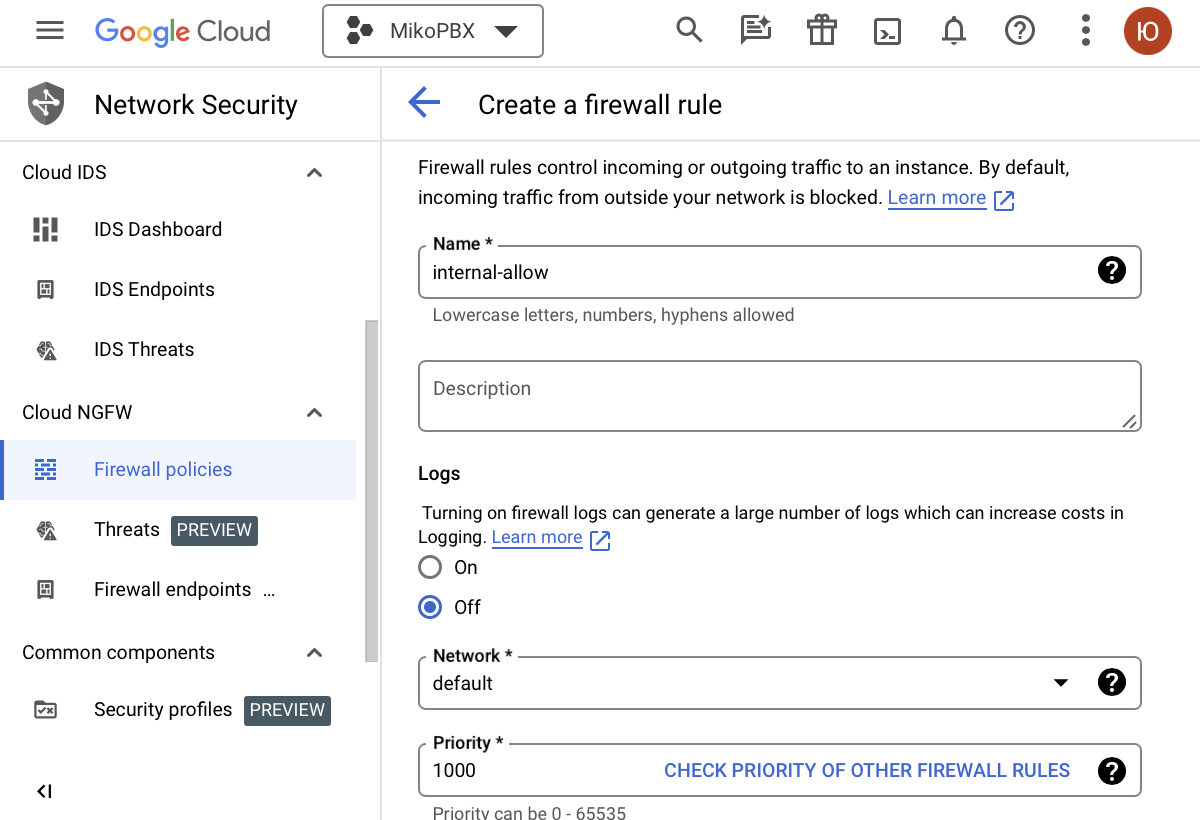 Google Cloud
MikoPBX
Ю
Network Security
Create a firewall rule
Cloud IDS
IDS Dashboard
IDS Endpoints
IDS Threats
Cloud NGFW
Firewall policies
Threats PREVIEW
Firewall endpoints ...
Common components
Security profiles PREVIEW
Firewall rules control incoming or outgoing traffic to an instance. By default,
incoming traffic from outside your network is blocked. Learn more
Name *
internal-allow
Lowercase letters, numbers, hyphens allowed
Description
Logs
Turning on firewall logs can generate a large number of logs which can increase costs in
Logging. Learn more
On
Off
Network *
default
Priority *
1000 CHECK PRIORITY OF OTHER FIREWALL RULES
Priority can be 0 - 65535